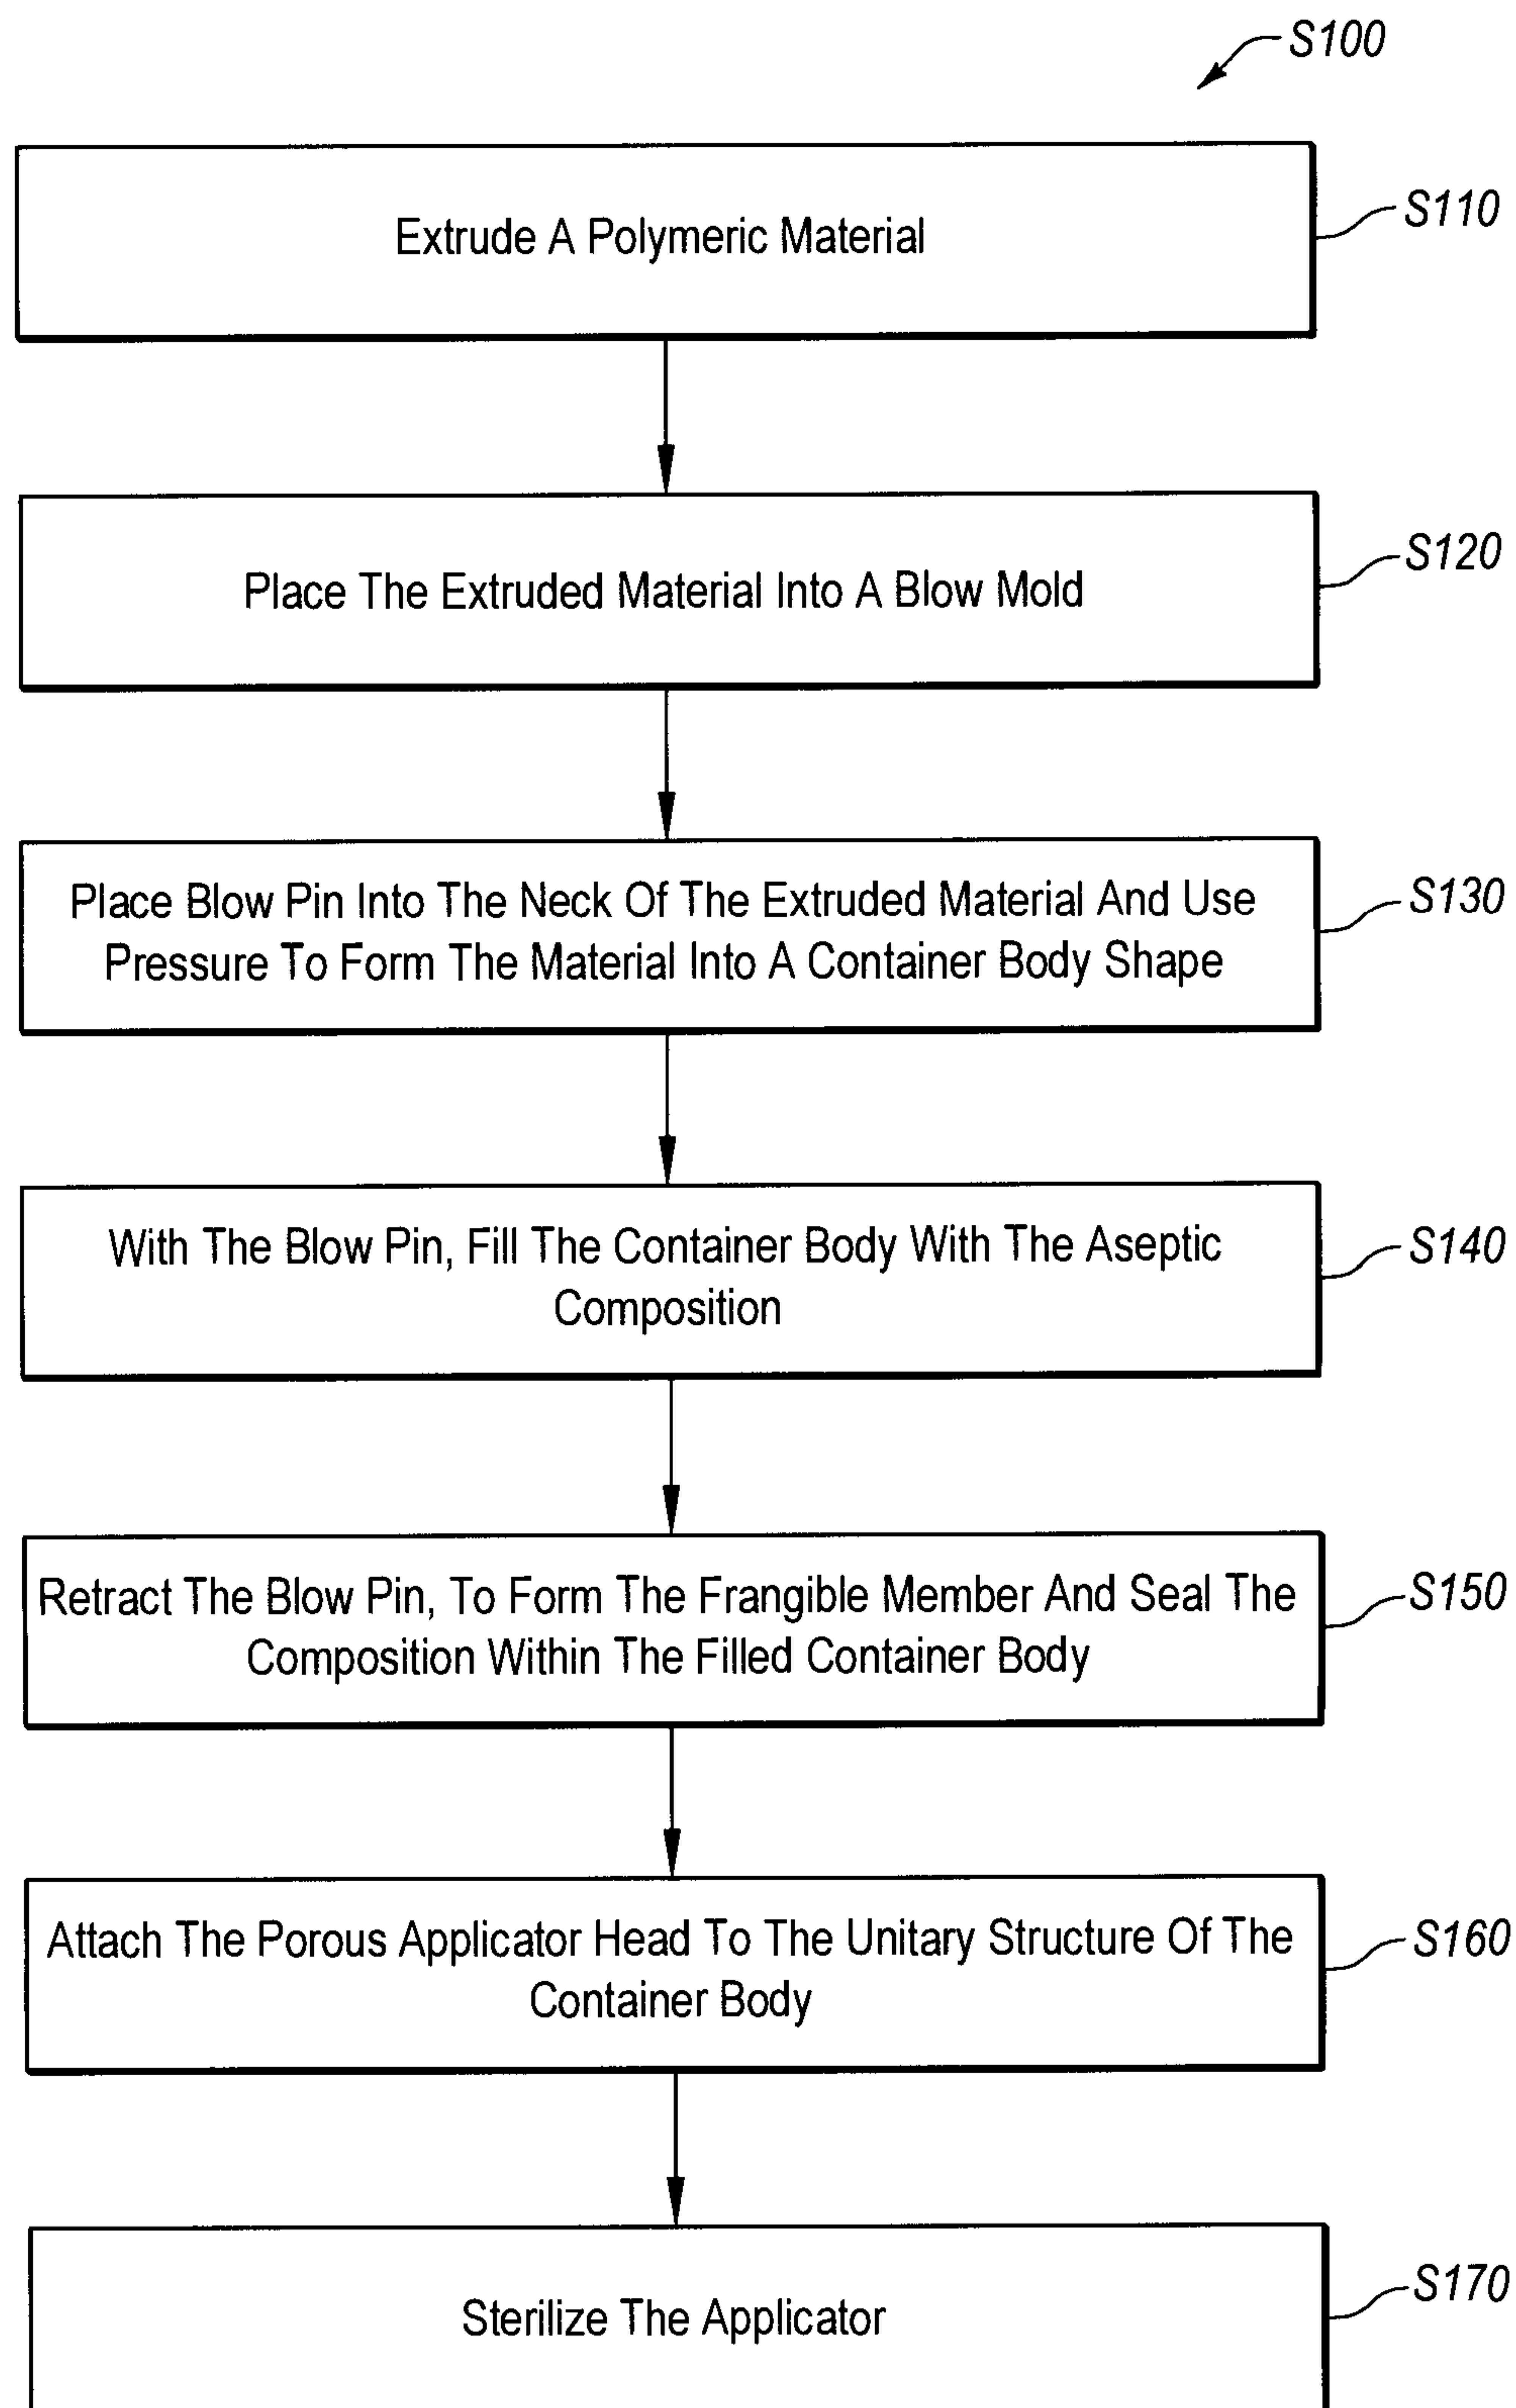 S100
Extrude A Polymeric Material
S110
Place The Extruded Material Into A Blow Mold
S120
Place Blow Pin Into The Neck Of The Extruded Material And Use
Pressure To Form The Material Into A Container Body Shape
S130
With The Blow Pin, Fill The Container Body With The Aseptic
Composition
S140
Retract The Blow Pin, To Form The Frangible Member And Seal The
Composition Within The Filled Container Body
S150
Attach The Porous Applicator Head To The Unitary Structure Of The
Container Body
S160
Sterilize The Applicator
S170